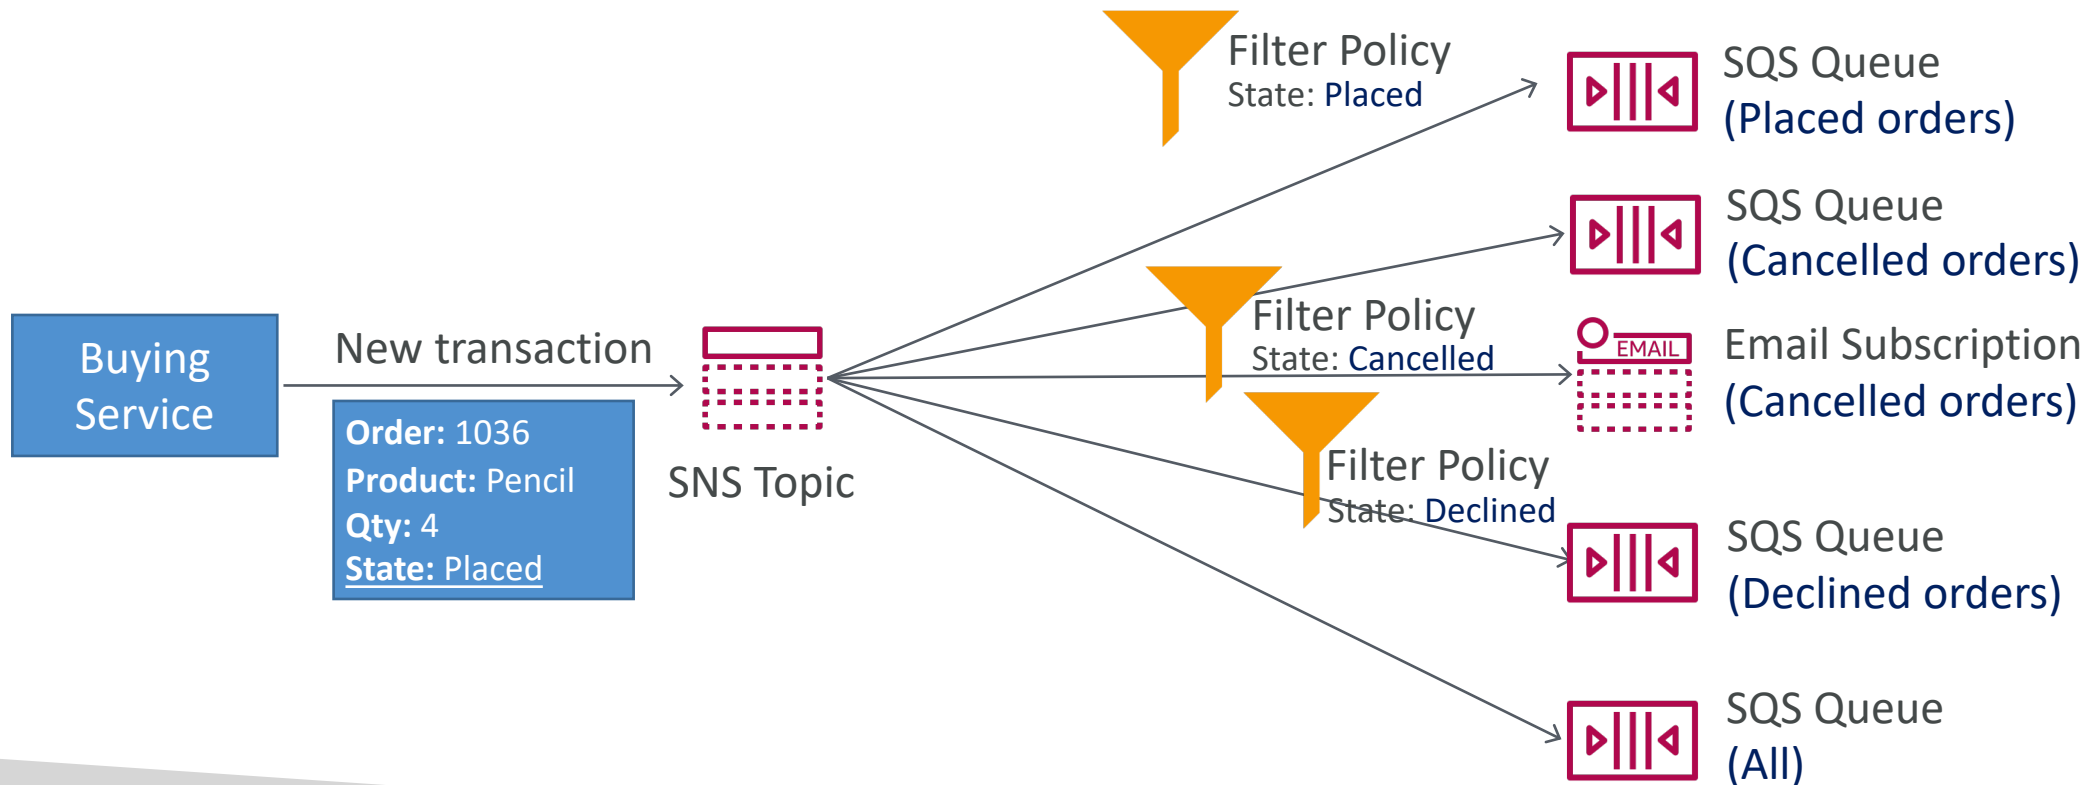 Buying
Service
New transaction
Order: 1036
Product: Pencil
Qty: 4
State: Placed
SNS Topic
Filter Policy
State: Placed
Filter Policy
State: Cancelled
Filter Policy
State: Declined
SQS Queue
(Placed orders)
SQS Queue
(Cancelled orders)
EMAIL
Email Subscription
(Cancelled orders)
SQS Queue
(Declined orders)
SQS Queue
(All)